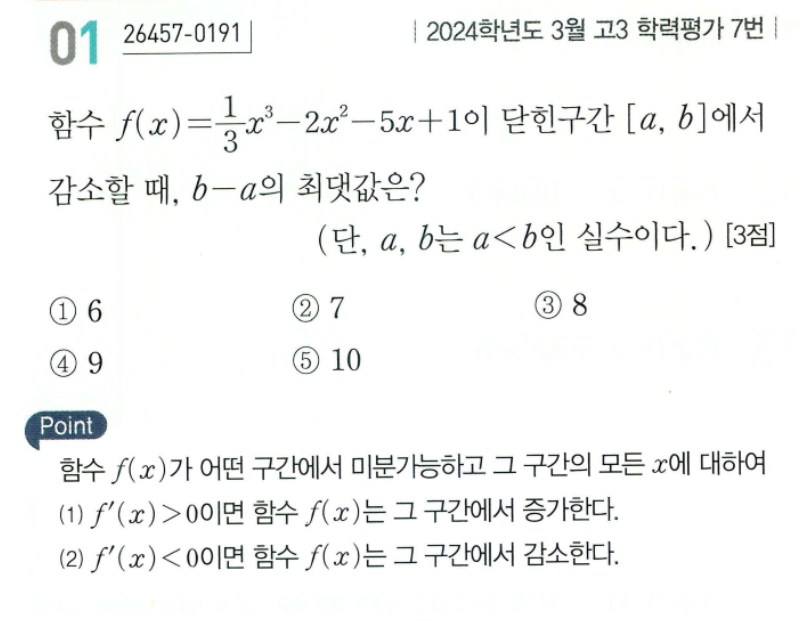 01 26457-0191 | 2024학년도 3월 고3 학력평가 7번 |
함수 f(x)=\frac{1}{3}x³-2x²-5x+1이 닫힌구간 [a, b]에서
감소할 때, b-a의 최댓값은?
(단, a, b는 a<b인 실수이다.) [3점]
① 6 ② 7 ③ 8
④ 9 ⑤ 10
Point
함수 f(x)가 어떤 구간에서 미분가능하고 그 구간의 모든 x에 대하여
(1) f'(x)>0이면 함수 f(x)는 그 구간에서 증가한다.
(2) f'(x)<0이면 함수 f(x)는 그 구간에서 감소한다.